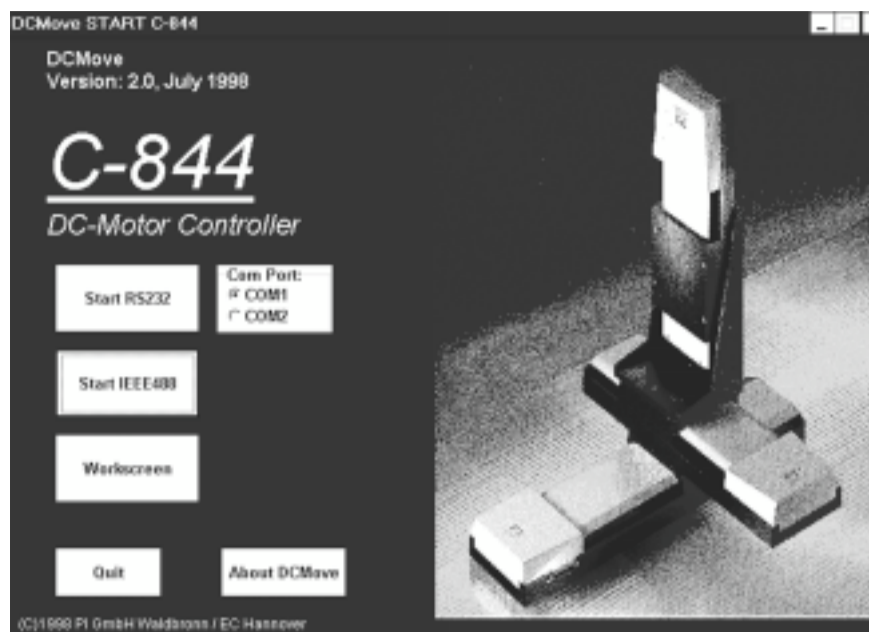 DCMove START C-844
DCMove
Version: 2.0, July 1998
C-844
DC-Motor Controller
Start RS232
Com Port:
COM1
COM2
Start IEEE488
Workscreen
Quit
About DCMove
(C)1998 PI GmbH Waldbronn / EC Hannover